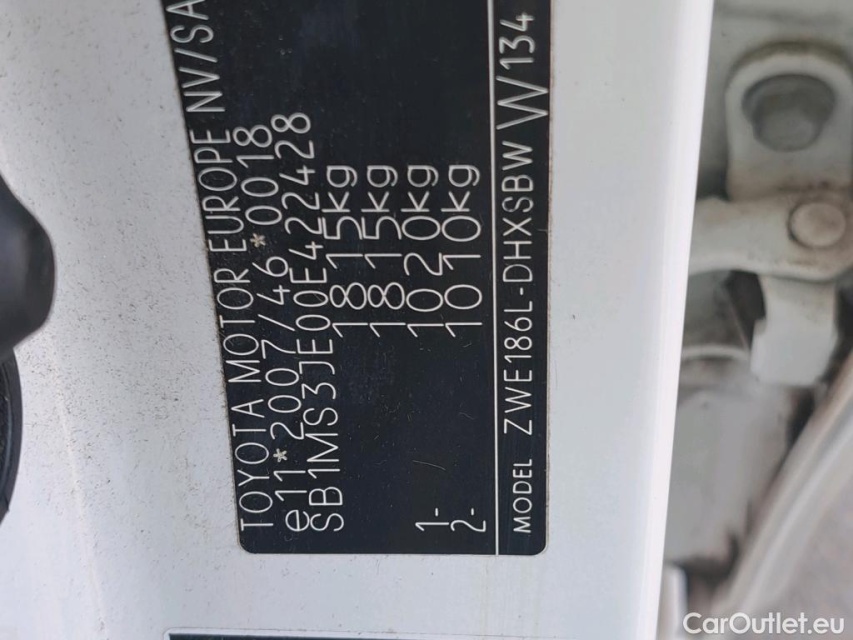 TOYOTA MOTOR EUROPE NV/SA
e11*2007/46*0018
SB1MS3JE00E422428
1815kg
1815kg
1- 1020kg
2- 1010kg
MODEL ZWE186L-DHXSBW W134
CarOutlet.eu